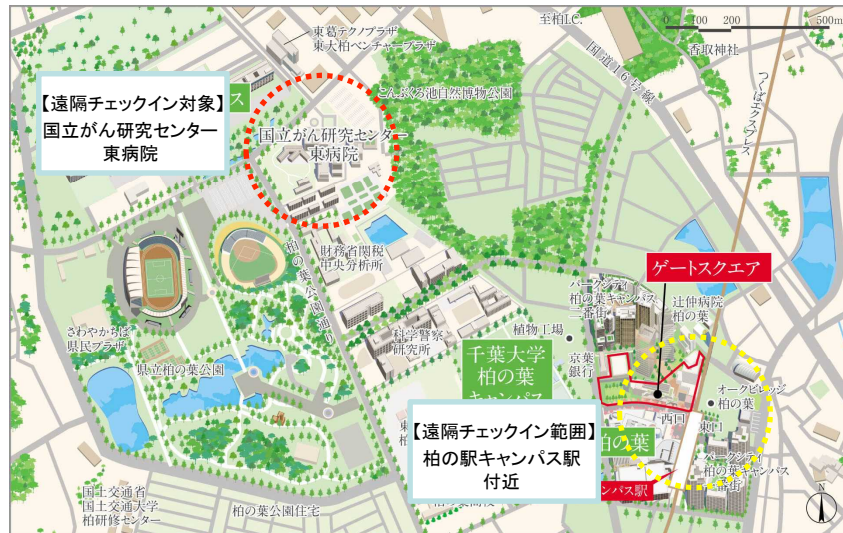 東葛テクノプラザ
東大柏ベンチャープラザ
至柏I.C.
0 100 200 500m
国道16号線
香取神社
つくばエクスプレス
【遠隔チェックイン対象】
国立がん研究センター
東病院
ス
こんぶくろ池自然博物公園
国立がん研究センター
東病院
財務省関税
中央分析所
柏の葉公園通り
ゲートスクエア
パークシティ
柏の葉キャンパス
二番街
辻仲病院
柏の葉
さわやかちば
県民プラザ
県立柏の葉公園
科学警察
研究所
植物工場
千葉大学
柏の葉
キャンパス
京葉
銀行
オークビレッジ
柏の葉
西口
東口
【遠隔チェックイン範囲】
柏の駅キャンパス駅
付近
柏の葉
パークシティ
柏の葉キャンパス
一番街
ンパス駅
国土交通省
国土交通大学
柏研修センター
柏の葉公園住宅
N